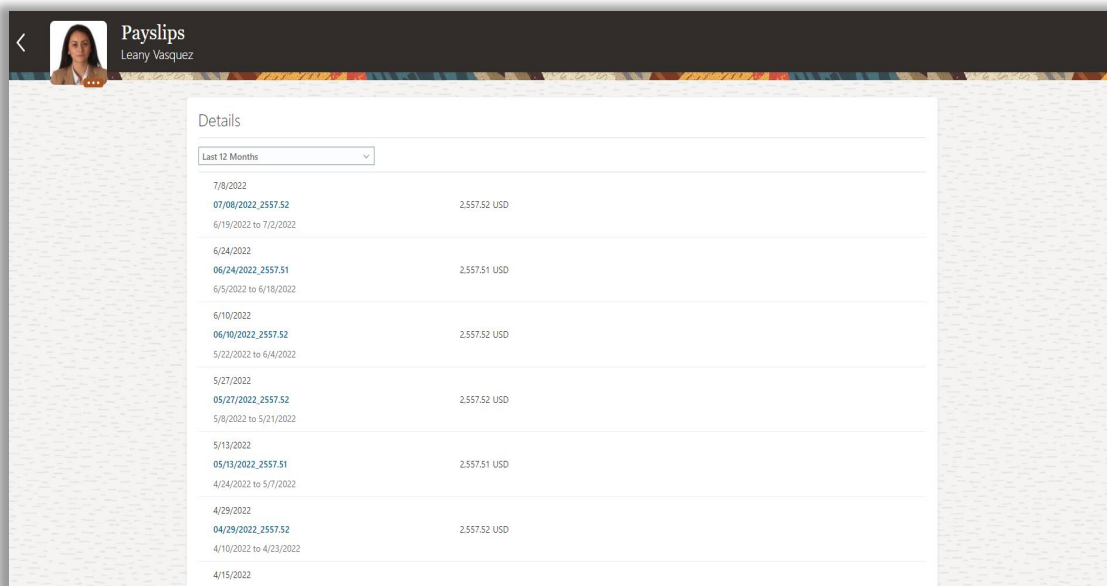 Payslips
Leany Vasquez
Details
Last 12 Months
7/8/2022
07/08/2022_2557.52 2,557.52 USD
6/19/2022 to 7/2/2022
6/24/2022
06/24/2022_2557.51 2,557.51 USD
6/5/2022 to 6/18/2022
6/10/2022
06/10/2022_2557.52 2,557.52 USD
5/22/2022 to 6/4/2022
5/27/2022
05/27/2022_2557.52 2,557.52 USD
5/8/2022 to 5/21/2022
5/13/2022
05/13/2022_2557.51 2,557.51 USD
4/24/2022 to 5/7/2022
4/29/2022
04/29/2022_2557.52 2,557.52 USD
4/10/2022 to 4/23/2022
4/15/2022